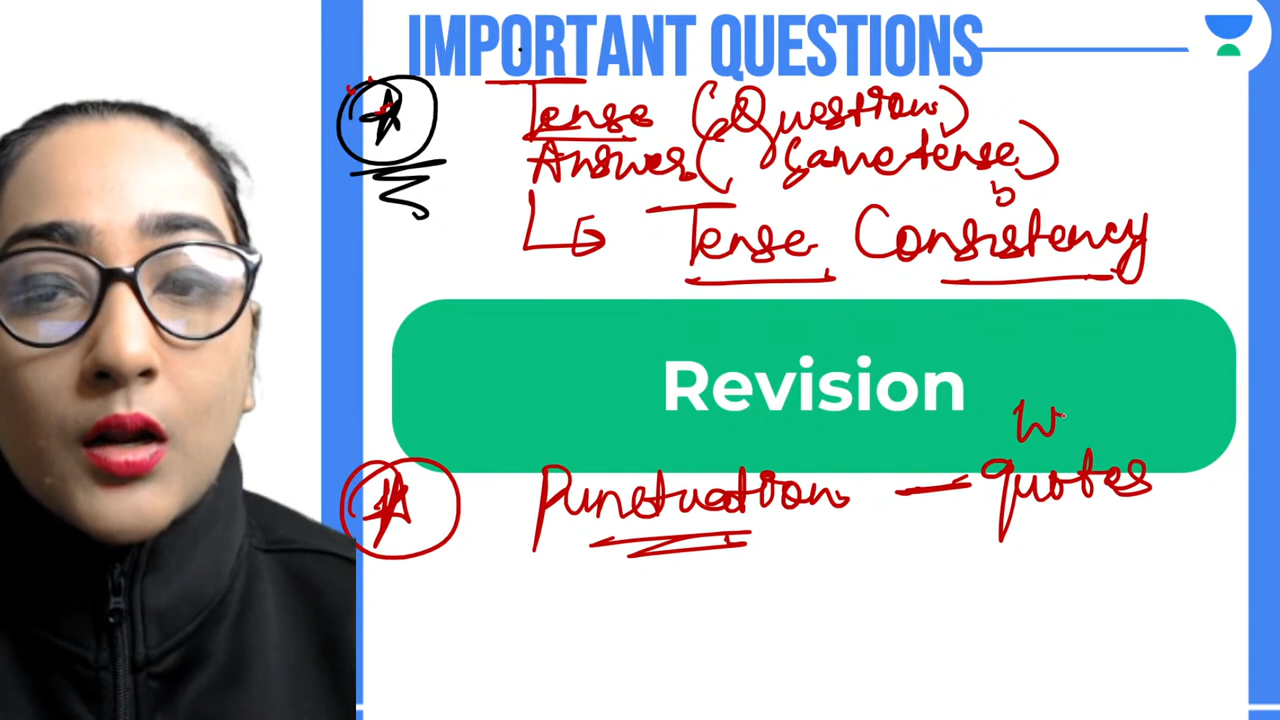 IMPORTANT QUESTIONS
Tense (Question)
Answer (Same tense)
Tense Consistency
Revision
W
Punctuation — quotes